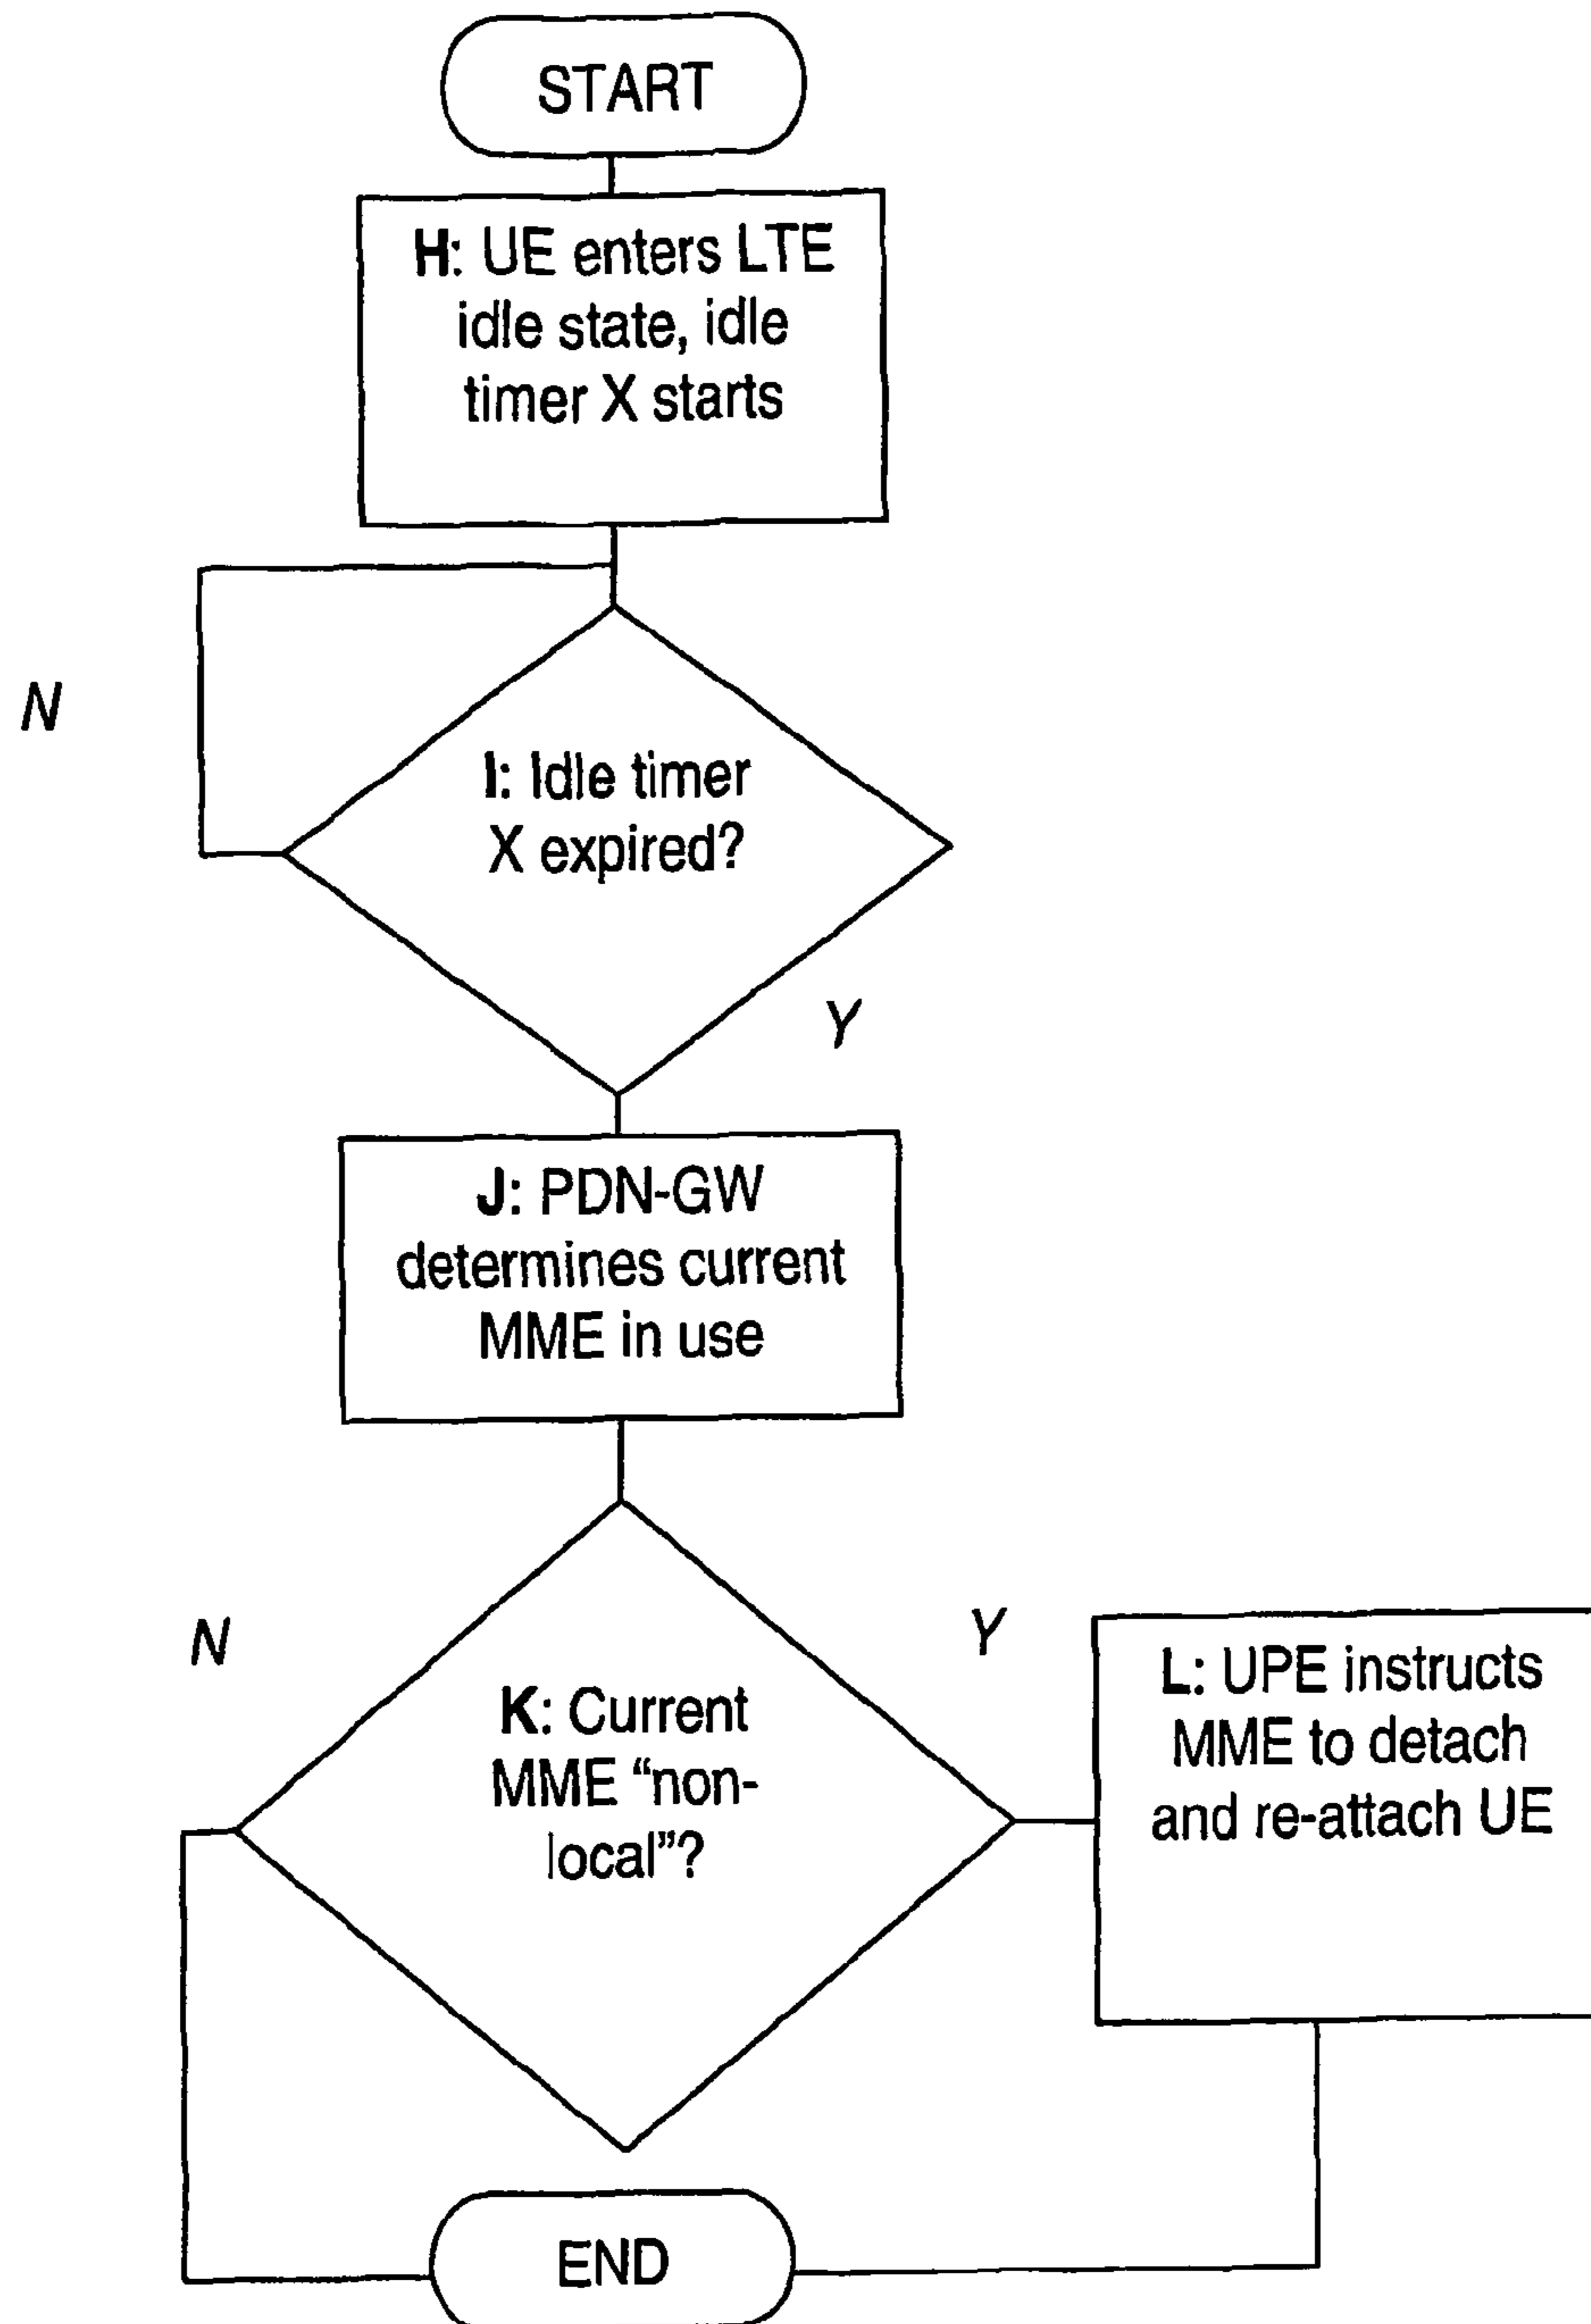 START
H: UE enters LTE
idle state, idle
timer X starts
N
I: Idle timer
X expired?
Y
J: PDN-GW
determines current
MME in use
N
Y
K: Current
MME “non-
local”?
L: UPE instructs
MME to detach
and re-attach UE
END